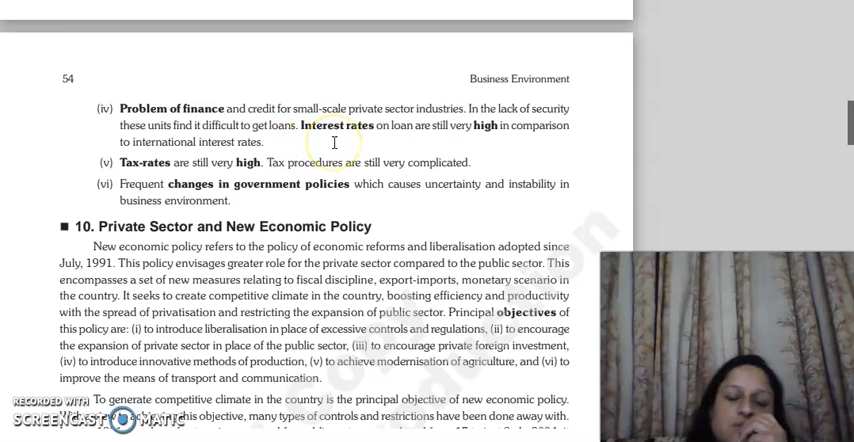 54
Business Environment
(iv) Problem of finance and credit for small-scale private sector industries. In the lack of security
these units find it difficult to get loans. Interest rates on loan are still very high in comparison
to international interest rates.
(v) Tax-rates are still very high. Tax procedures are still very complicated.
(vi) Frequent changes in government policies which causes uncertainty and instability in
business environment.
■ 10. Private Sector and New Economic Policy
New economic policy refers to the policy of economic reforms and liberalisation adopted since
July, 1991. This policy envisages greater role for the private sector compared to the public sector. This
encompasses a set of new measures relating to fiscal discipline, export-imports, monetary scenario in
the country. It seeks to create competitive climate in the country, boosting efficiency and productivity
with the spread of privatisation and restricting the expansion of public sector. Principal objectives of
this policy are: (i) to introduce liberalisation in place of excessive controls and regulations, (ii) to encourage
the expansion of private sector in place of the public sector, (iii) to encourage private foreign investment,
(iv) to introduce innovative methods of production, (v) to achieve modernisation of agriculture, and (vi) to
improve the means of transport and communication.
To generate competitive climate in the country is the principal objective of new economic policy.
this objective, many types of controls and restrictions have been done away with.
RECORDED WITH
SCREENCAST MATIC